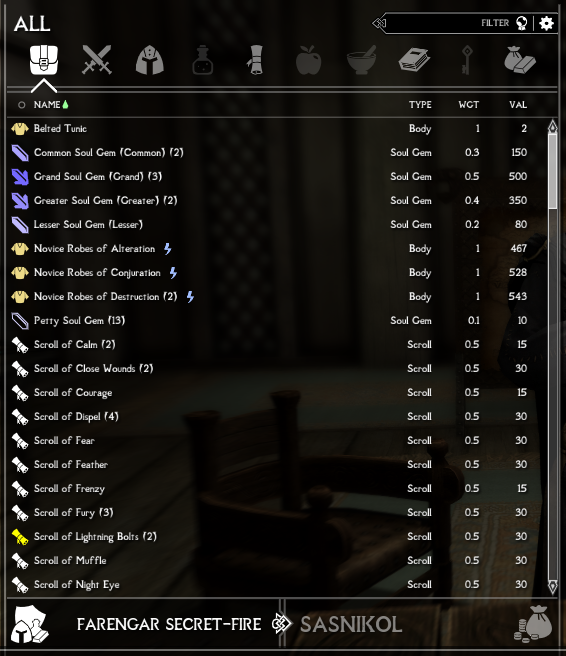 ALL
FILTER
NAME TYPE WGT VAL
Belted Tunic Body 1 2
Common Soul Gem (Common) (2) Soul Gem 0.3 150
Grand Soul Gem (Grand) (3) Soul Gem 0.5 500
Greater Soul Gem (Greater) (2) Soul Gem 0.4 350
Lesser Soul Gem (Lesser) Soul Gem 0.2 80
Novice Robes of Alteration Body 1 467
Novice Robes of Conjuration Body 1 528
Novice Robes of Destruction (2) Body 1 543
Petty Soul Gem (13) Soul Gem 0.1 10
Scroll of Calm (2) Scroll 0.5 15
Scroll of Close Wounds (2) Scroll 0.5 30
Scroll of Courage Scroll 0.5 15
Scroll of Dispel (4) Scroll 0.5 30
Scroll of Fear Scroll 0.5 30
Scroll of Feather Scroll 0.5 30
Scroll of Frenzy Scroll 0.5 15
Scroll of Fury (3) Scroll 0.5 30
Scroll of Lightning Bolts (2) Scroll 0.5 30
Scroll of Muffle Scroll 0.5 30
Scroll of Night Eye Scroll 0.5 30
FARENGAR SECRET-FIRE SASNIKOL